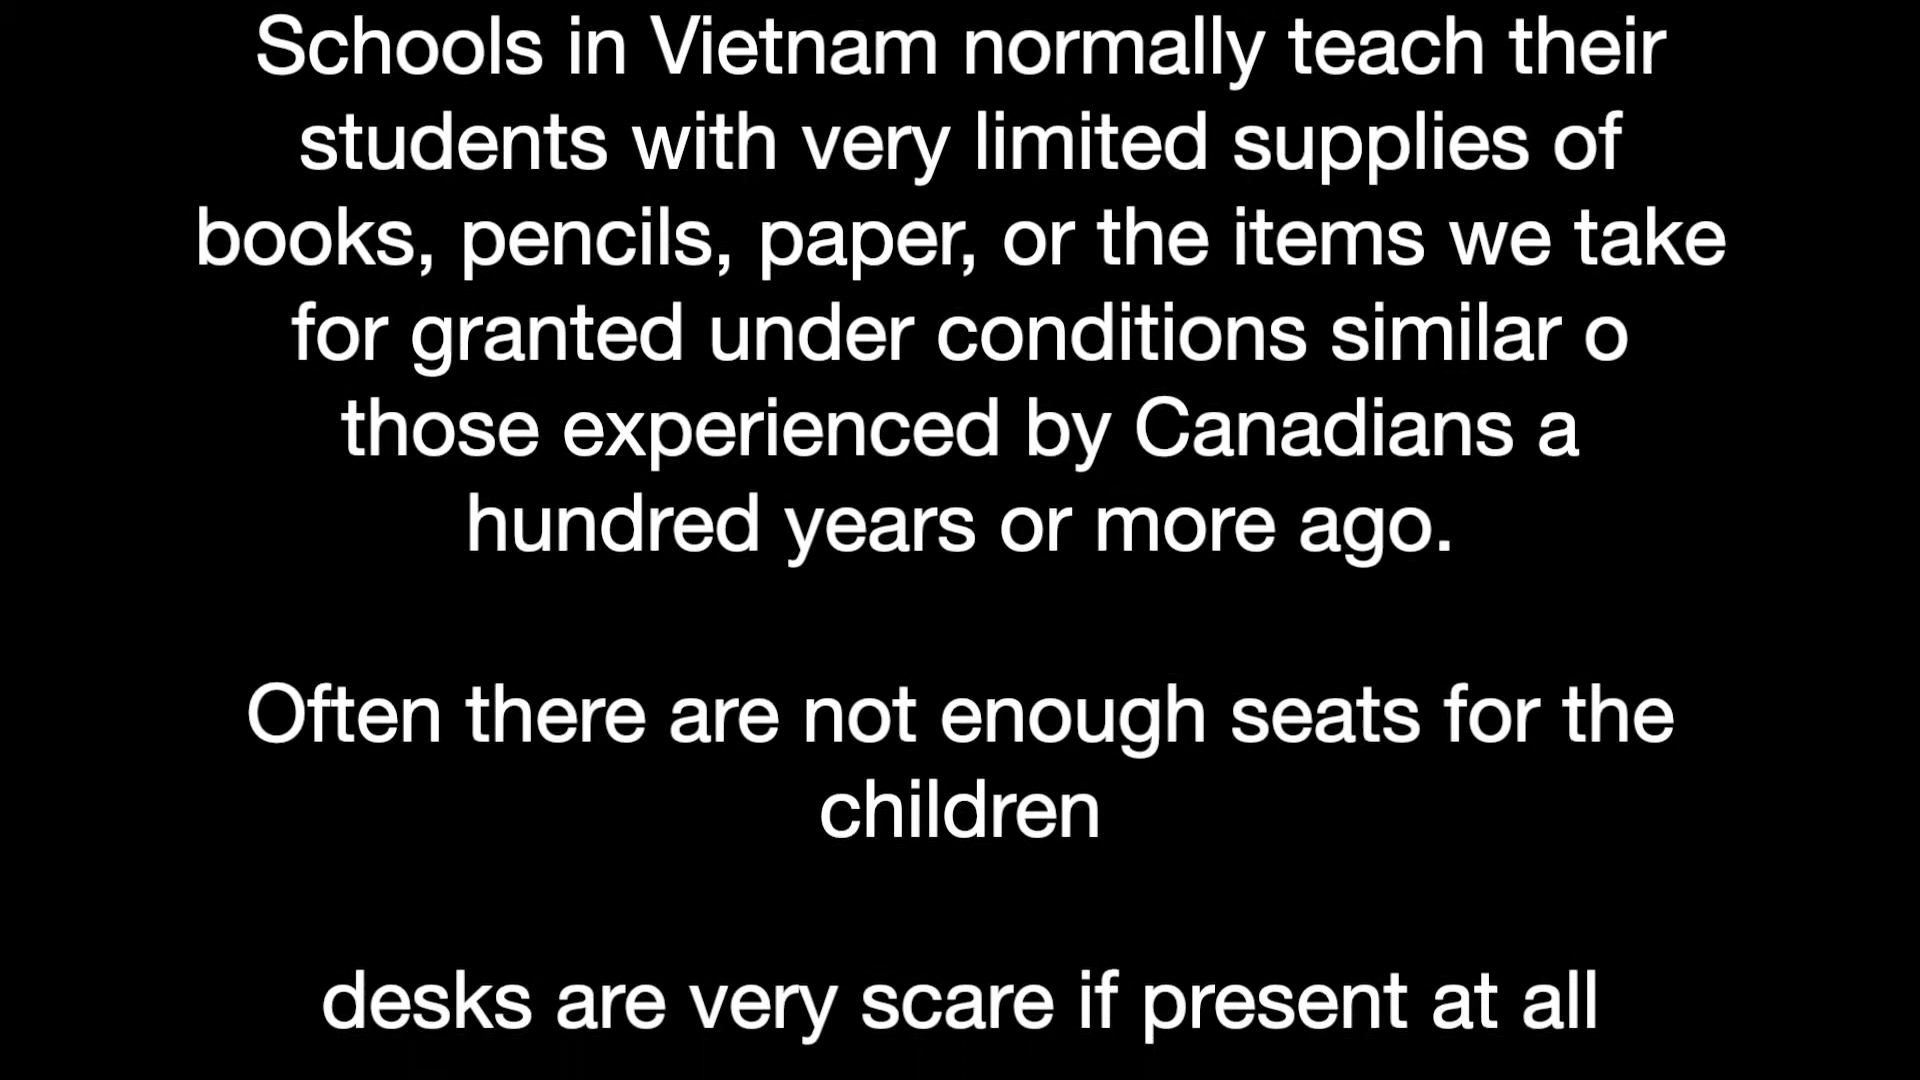 Schools in Vietnam normally teach their
students with very limited supplies of
books, pencils, paper, or the items we take
for granted under conditions similar o
those experienced by Canadians a
hundred years or more ago.
Often there are not enough seats for the
children
desks are very scare if present at all